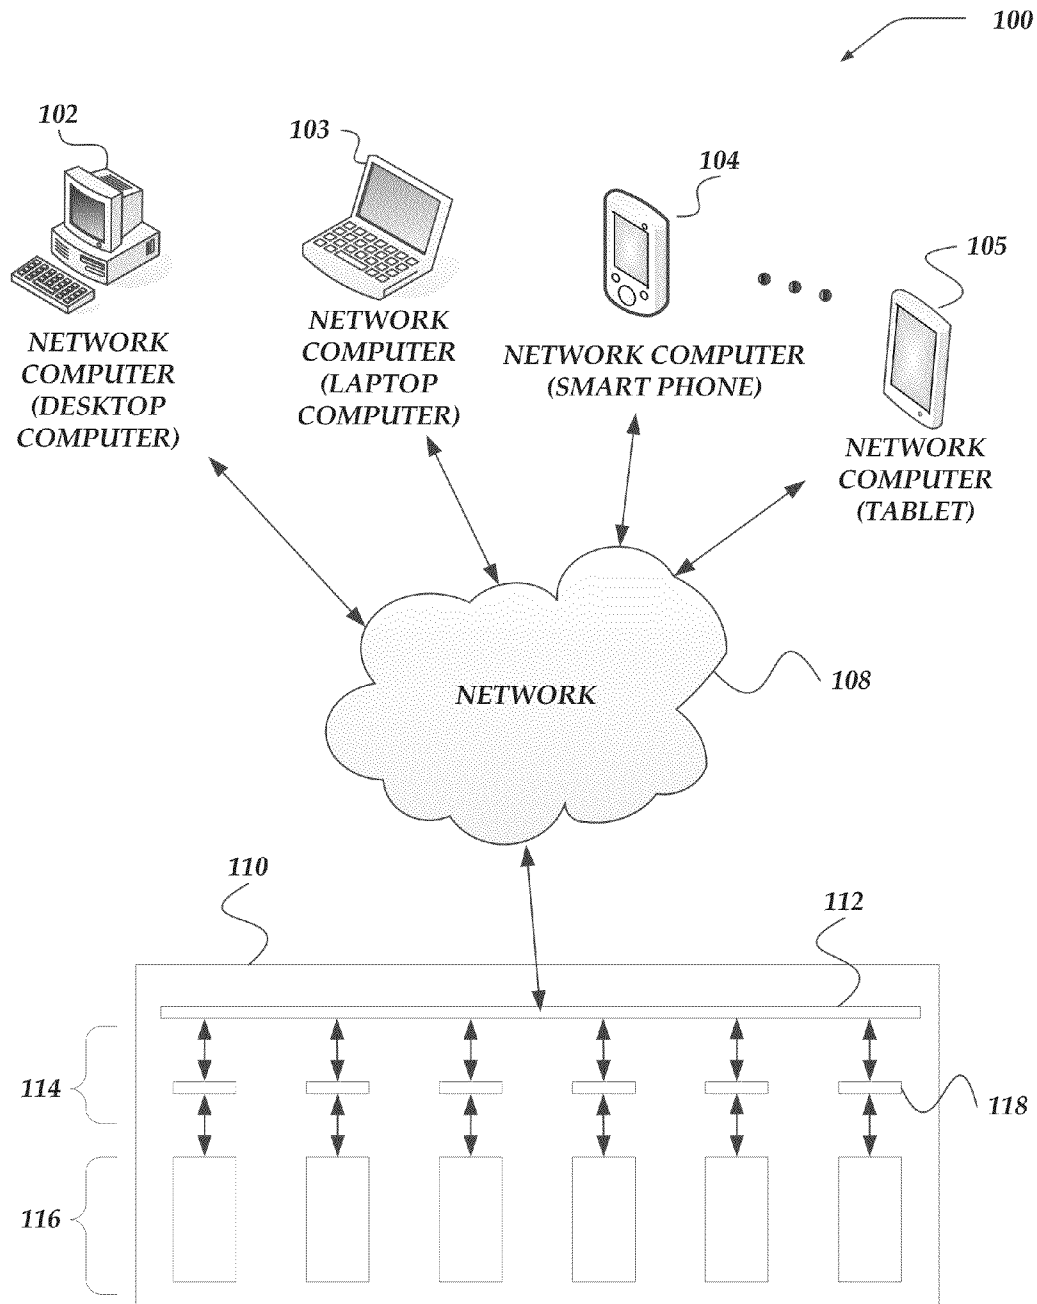 100
102
103
104
105
NETWORK
COMPUTER
(DESKTOP
COMPUTER)
NETWORK
COMPUTER
(LAPTOP
COMPUTER)
NETWORK COMPUTER
(SMART PHONE)
NETWORK
COMPUTER
(TABLET)
NETWORK
108
110
112
114
118
116